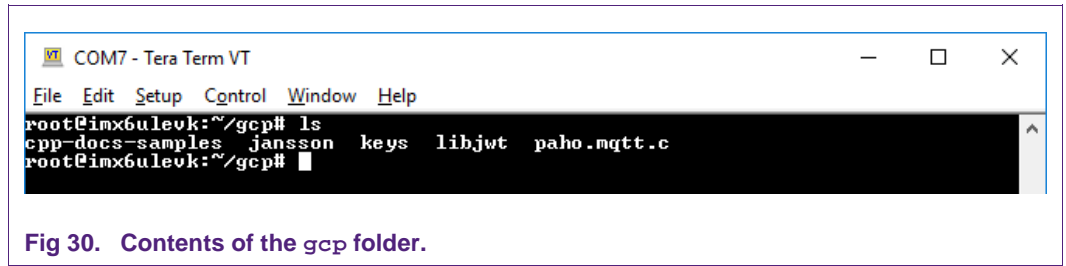 COM7 - Tera Term VT
File Edit Setup Control Window Help
root@imx6ulevk:~/gcp# ls
cpp-docs-samples jansson keys libjwt paho.mqtt.c
root@imx6ulevk:~/gcp#
Fig 30. Contents of the gcp folder.